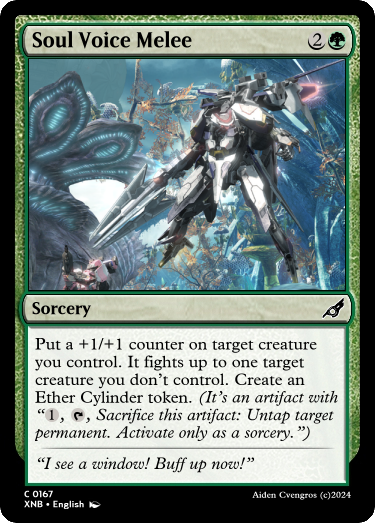 Soul Voice Melee 2
Sorcery
Put a +1/+1 counter on target creature
you control. It fights up to one target
creature you don't control. Create an
Ether Cylinder token. (It's an artifact with
"1, , Sacrifice this artifact: Untap target
permanent. Activate only as a sorcery.")
"I see a window! Buff up now!"
C 0167
XNB • English
Aiden Cvengros (c)2024